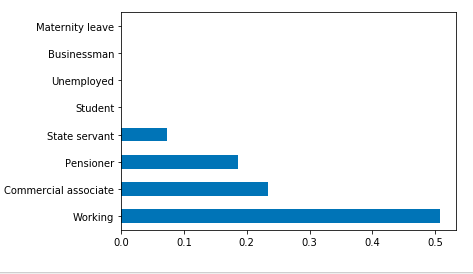 Maternity leave
Businessman
Unemployed
Student
State servant
Pensioner
Commercial associate
Working
0.0 0.1 0.2 0.3 0.4 0.5